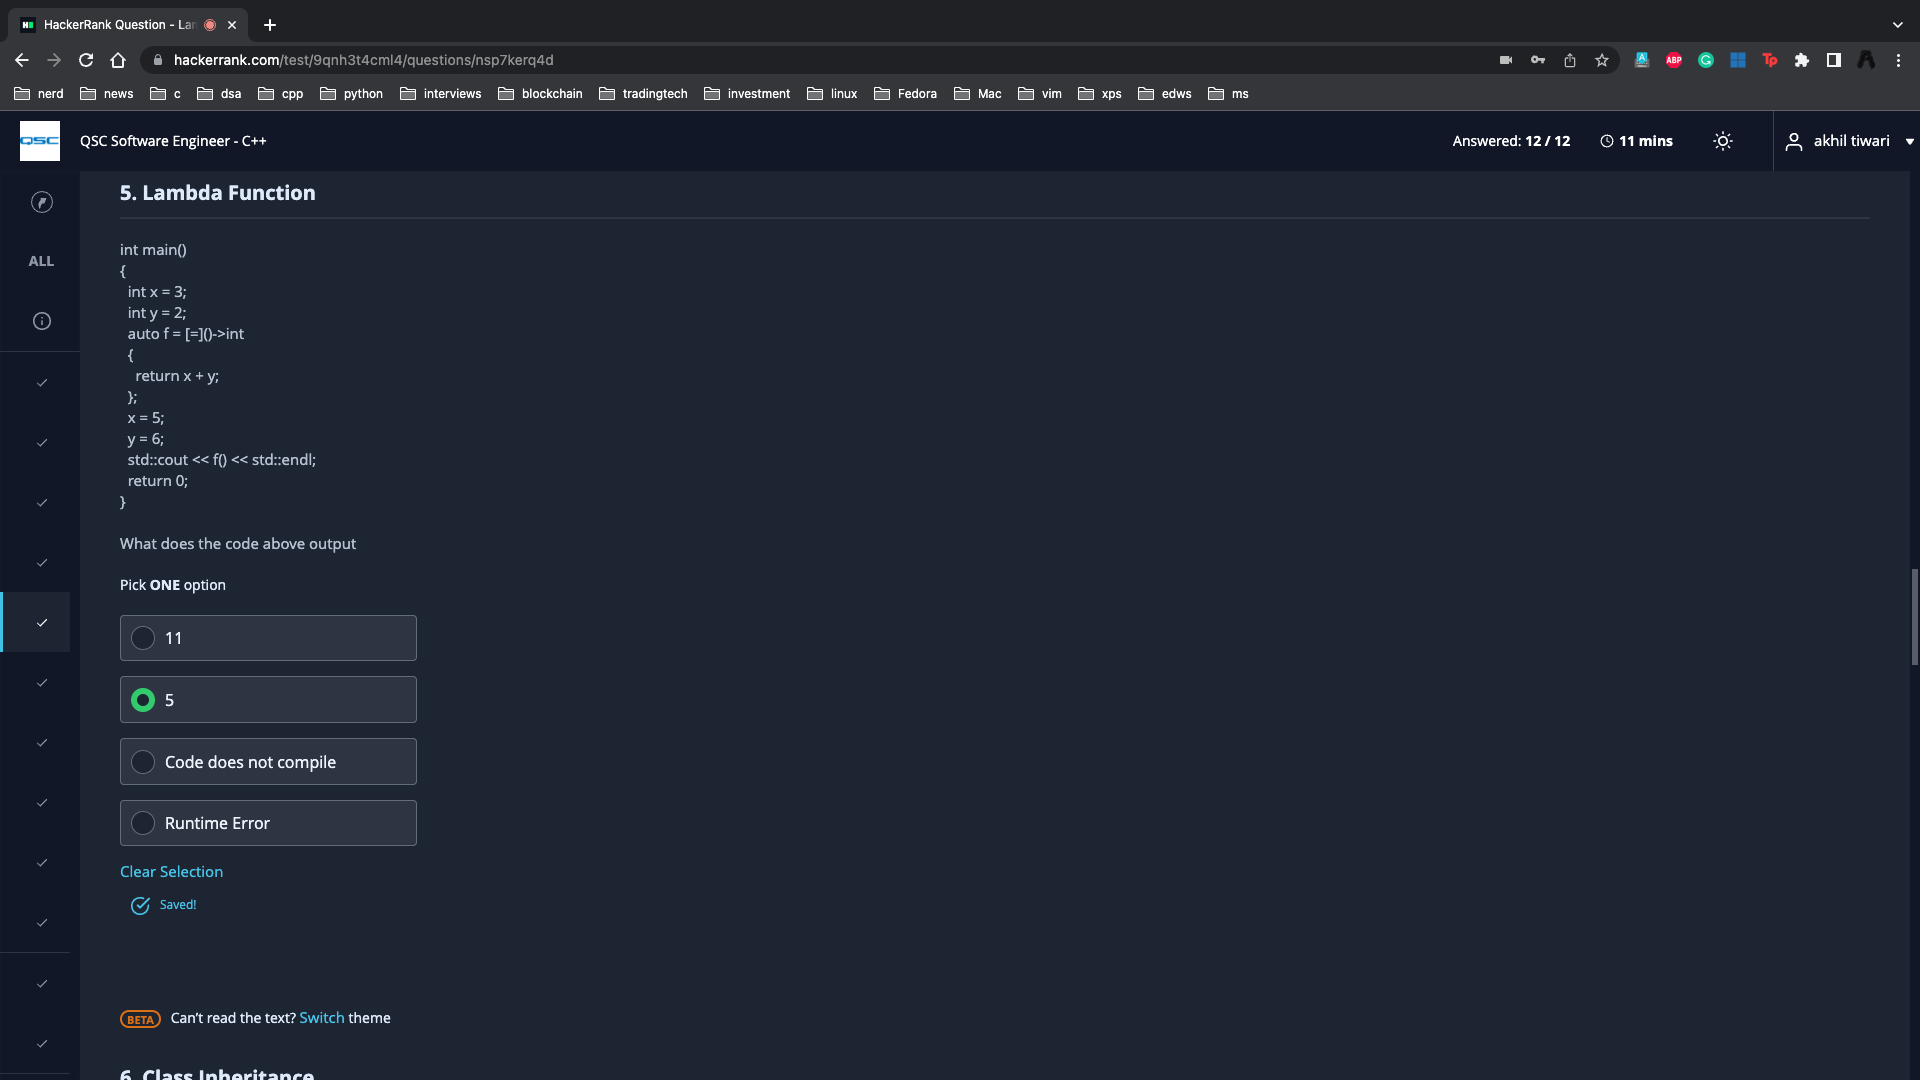 HackerRank Question - Lar
hackerrank.com/test/9qnh3t4cml4/questions/nsp7kerq4d
ABP
Tp
nerd news c dsa cpp python interviews blockchain tradingtech investment linux Fedora Mac vim xps edws ms
QSC QSC Software Engineer - C++ Answered: 12 / 12 11 mins akhil tiwari
ALL
5. Lambda Function
int main()
{
int x = 3;
int y = 2;
auto f = [=]()->int
{
return x + y;
};
x = 5;
y = 6;
std::cout << f() << std::endl;
return 0;
}
What does the code above output
Pick ONE option
11
5
Code does not compile
Runtime Error
Clear Selection
Saved!
BETA Can't read the text? Switch theme
6. Class Inheritance